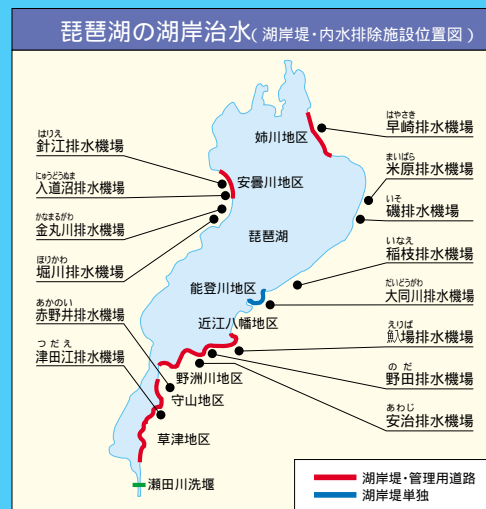 琵琶湖の湖岸治水(湖岸堤・内水排除施設位置図)
はりえ
針江排水機場
にゅうどうぬま
入道沼排水機場
かなまるがわ
金丸川排水機場
ほりかわ
堀川排水機場
あかのい
赤野井排水機場
つだえ
津田江排水機場
はやさき
早崎排水機場
まいばら
米原排水機場
いそ
磯排水機場
いなえ
稲枝排水機場
だいどうがわ
大同川排水機場
えりば
魞場排水機場
のだ
野田排水機場
あわじ
安治排水機場
姉川地区
安曇川地区
琵琶湖
能登川地区
近江八幡地区
野洲川地区
守山地区
草津地区
瀬田川洗堰
湖岸堤・管理用道路
湖岸堤単独